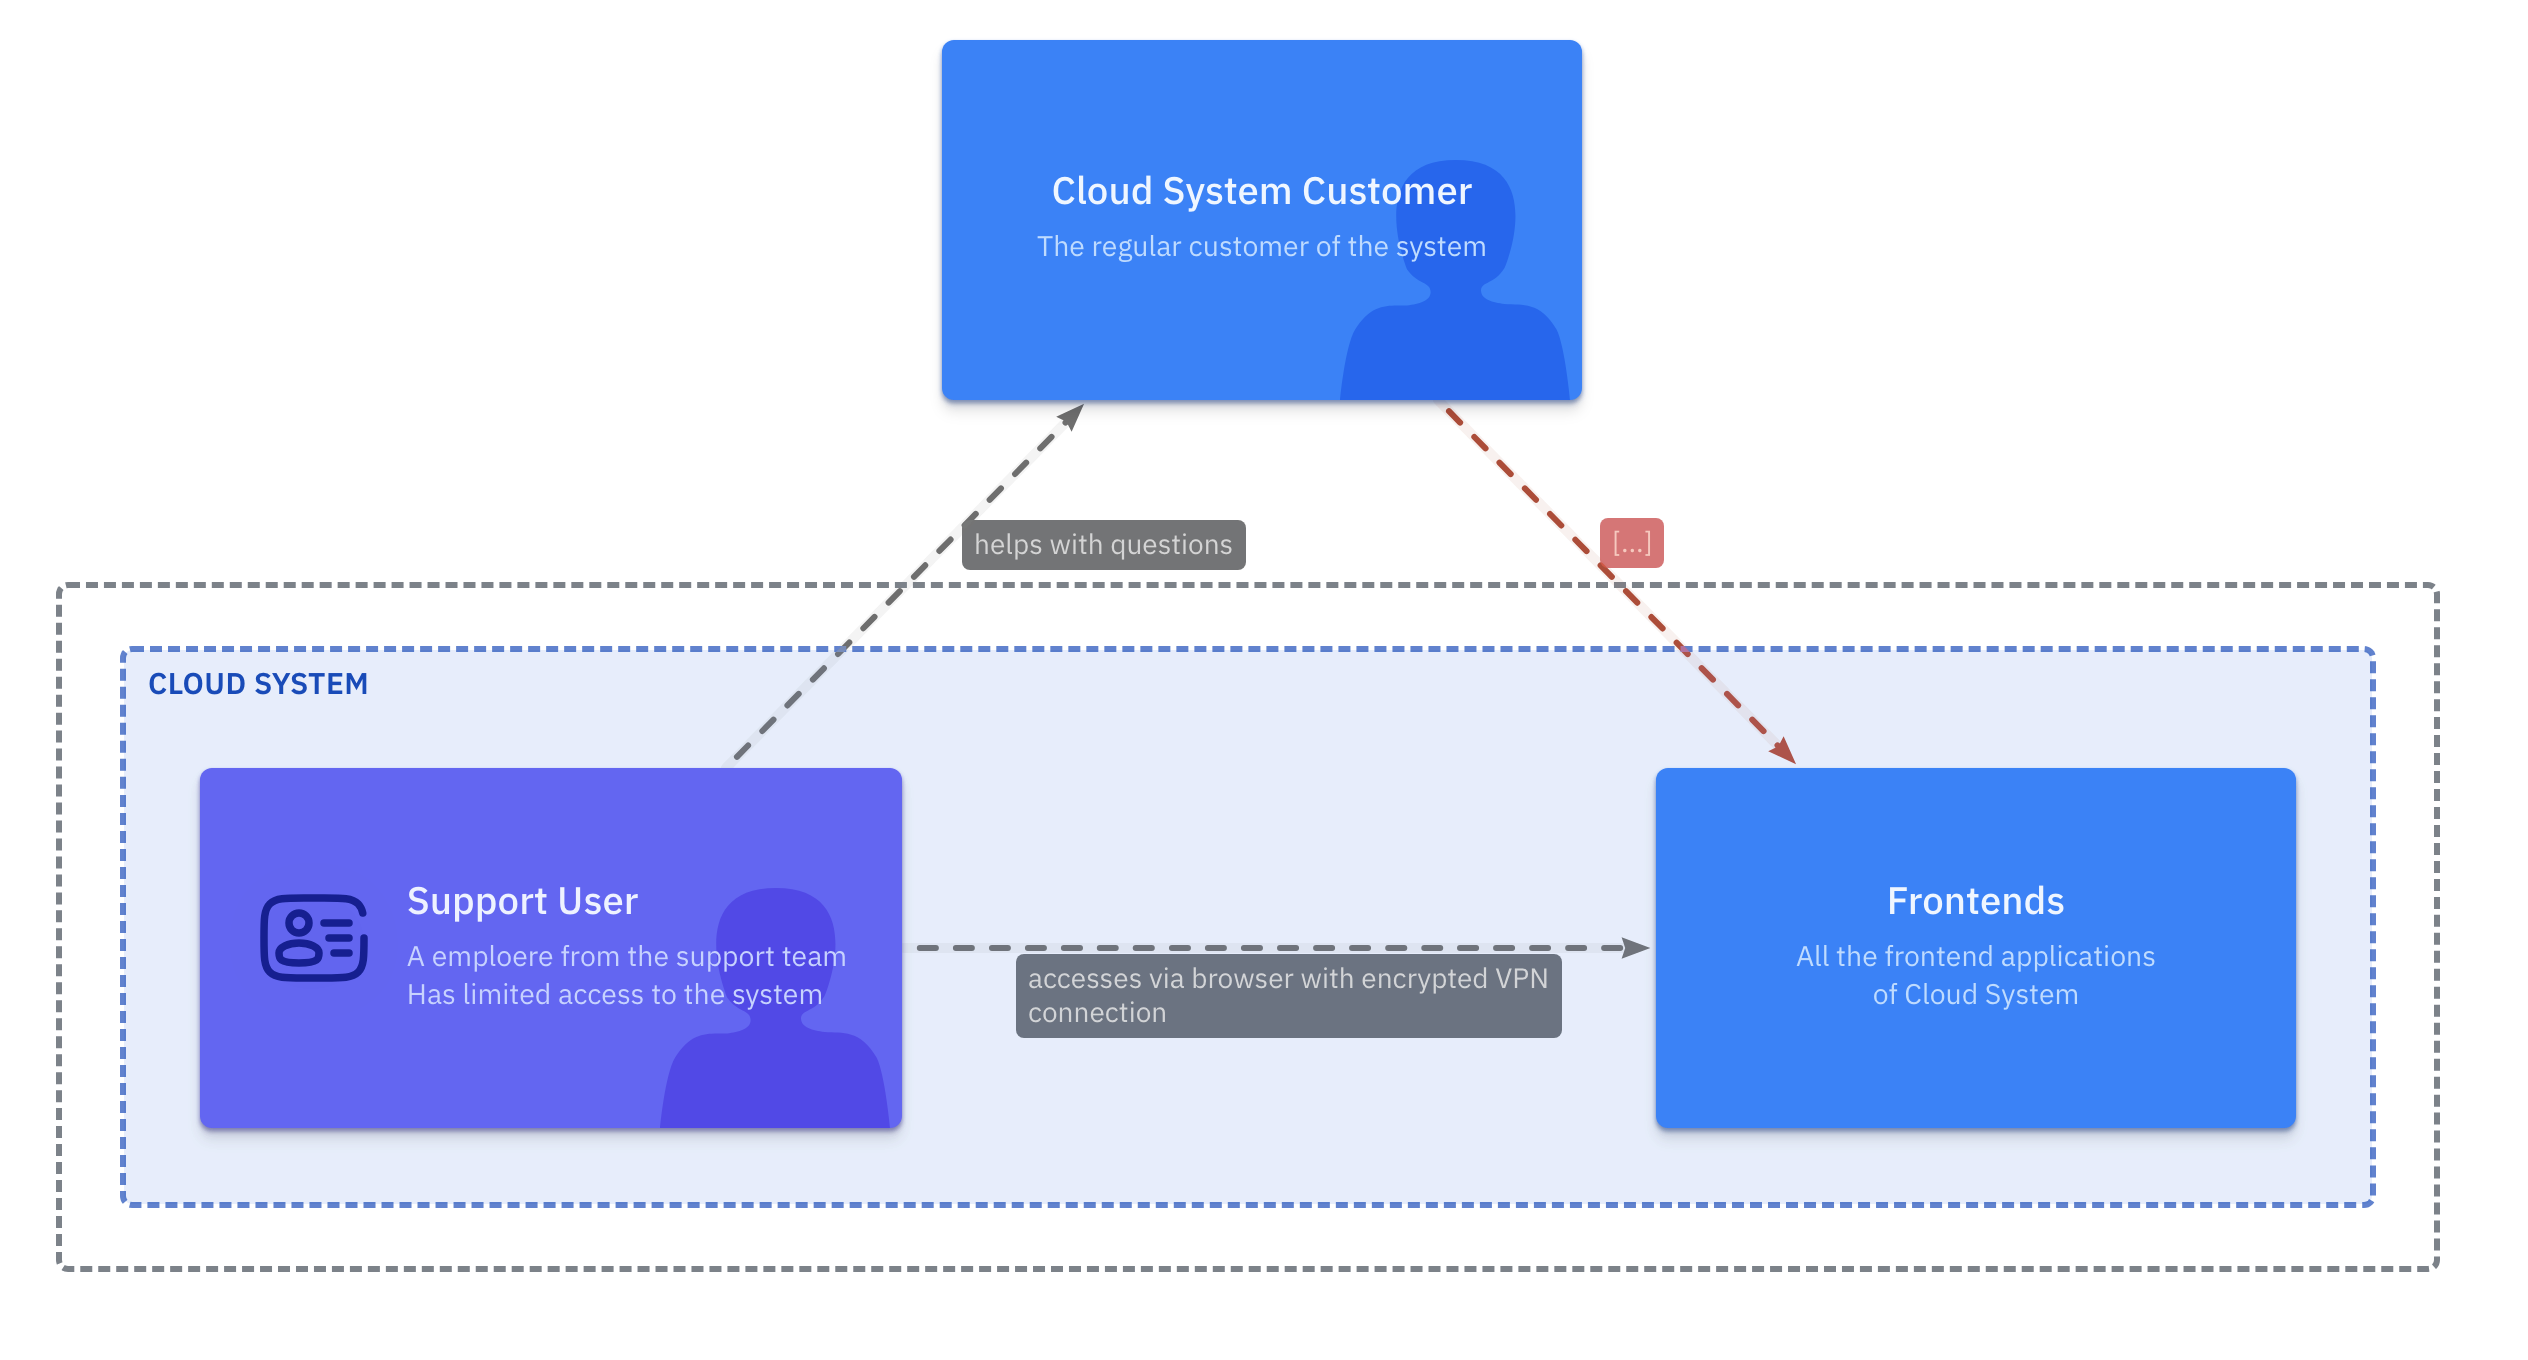 Cloud System Customer
The regular customer of the system
helps with questions
[...]
CLOUD SYSTEM
Support User
A emploere from the support team
Has limited access to the system
accesses via browser with encrypted VPN
connection
Frontends
All the frontend applications
of Cloud System